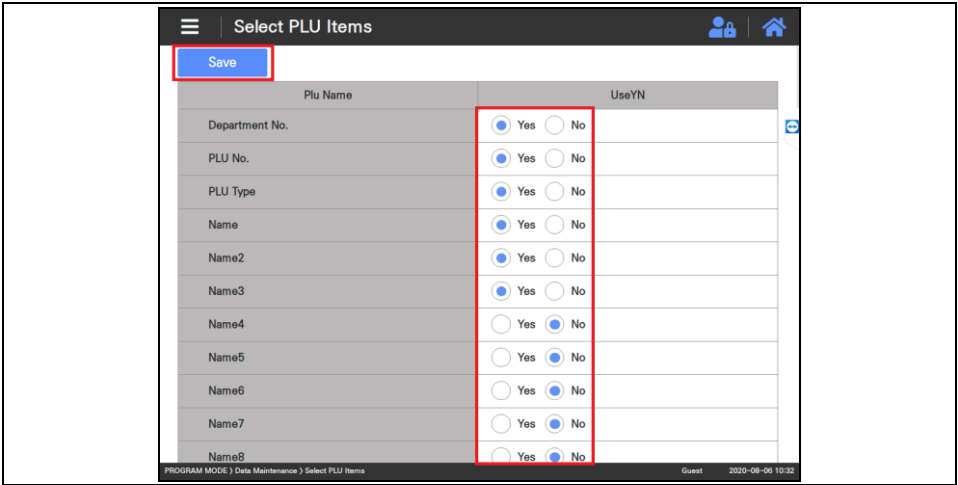 Select PLU Items
Save
Plu Name UseYN
Department No. Yes No
PLU No. Yes No
PLU Type Yes No
Name Yes No
Name2 Yes No
Name3 Yes No
Name4 Yes No
Name5 Yes No
Name6 Yes No
Name7 Yes No
Name8 Yes No
PROGRAM MODE 〉 Data Maintenance 〉 Select PLU Items Guest 2020-08-06 10:32